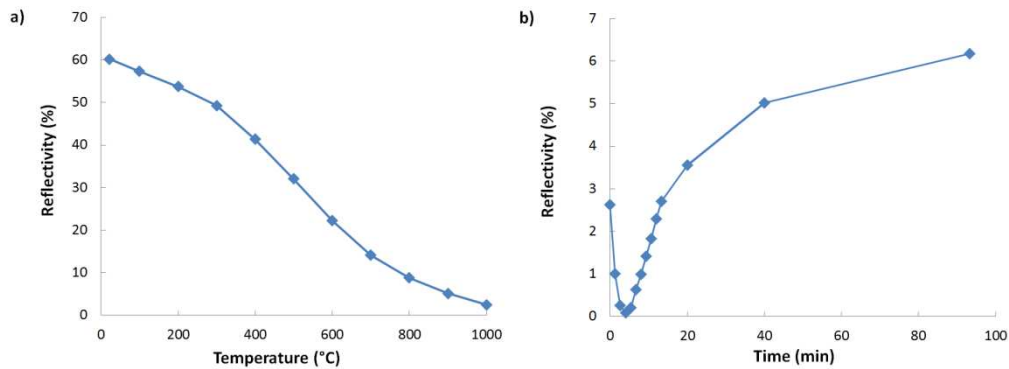 a)
70
60
50
40
30
20
10
0
Reflectivity (%)
0 200 400 600 800 1000
Temperature (°C)
b)
7
6
5
4
3
2
1
0
Reflectivity (%)
0 20 40 60 80 100
Time (min)